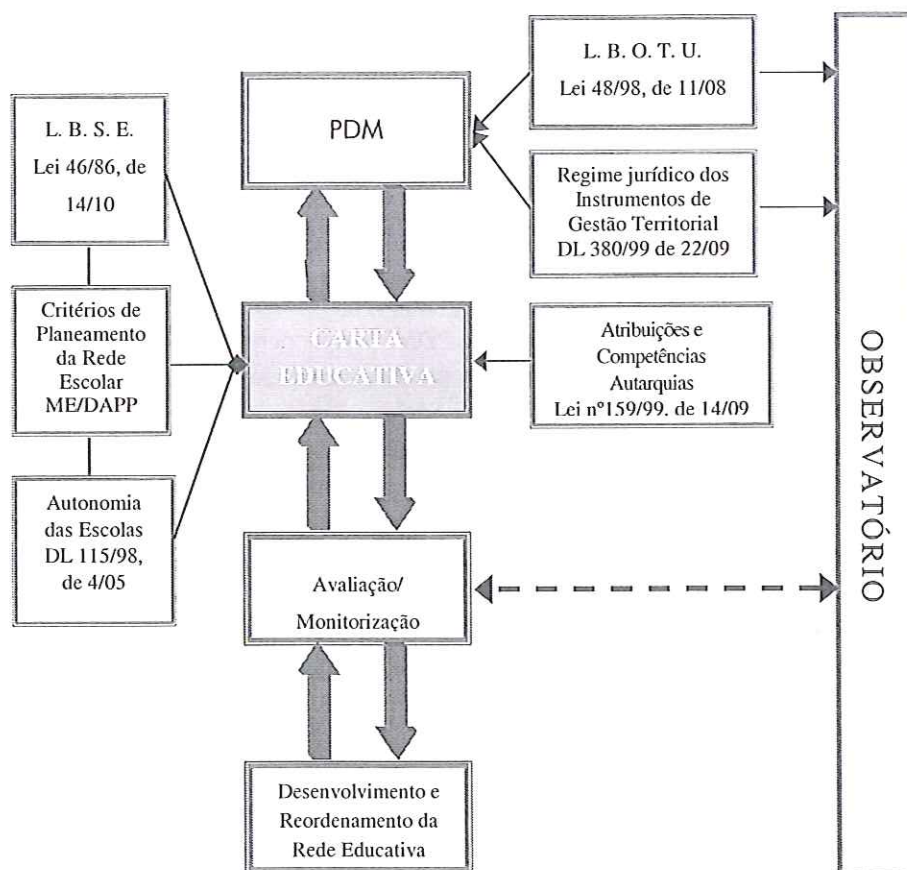 L. B. O. T. U.
Lei 48/98, de 11/08
PDM
L. B. S. E.
Lei 46/86, de
14/10
Regime jurídico dos
Instrumentos de
Gestão Territorial
DL 380/99 de 22/09
Critérios de
Planeamento
da Rede
Escolar
ME/DAPP
CARTA
EDUCATIVA
Atribuições e
Competências
Autarquias
Lei nº159/99. de 14/09
OBSERVATÓRIO
Autonomia
das Escolas
DL 115/98,
de 4/05
Avaliação/
Monitorização
Desenvolvimento e
Reordenamento da
Rede Educativa